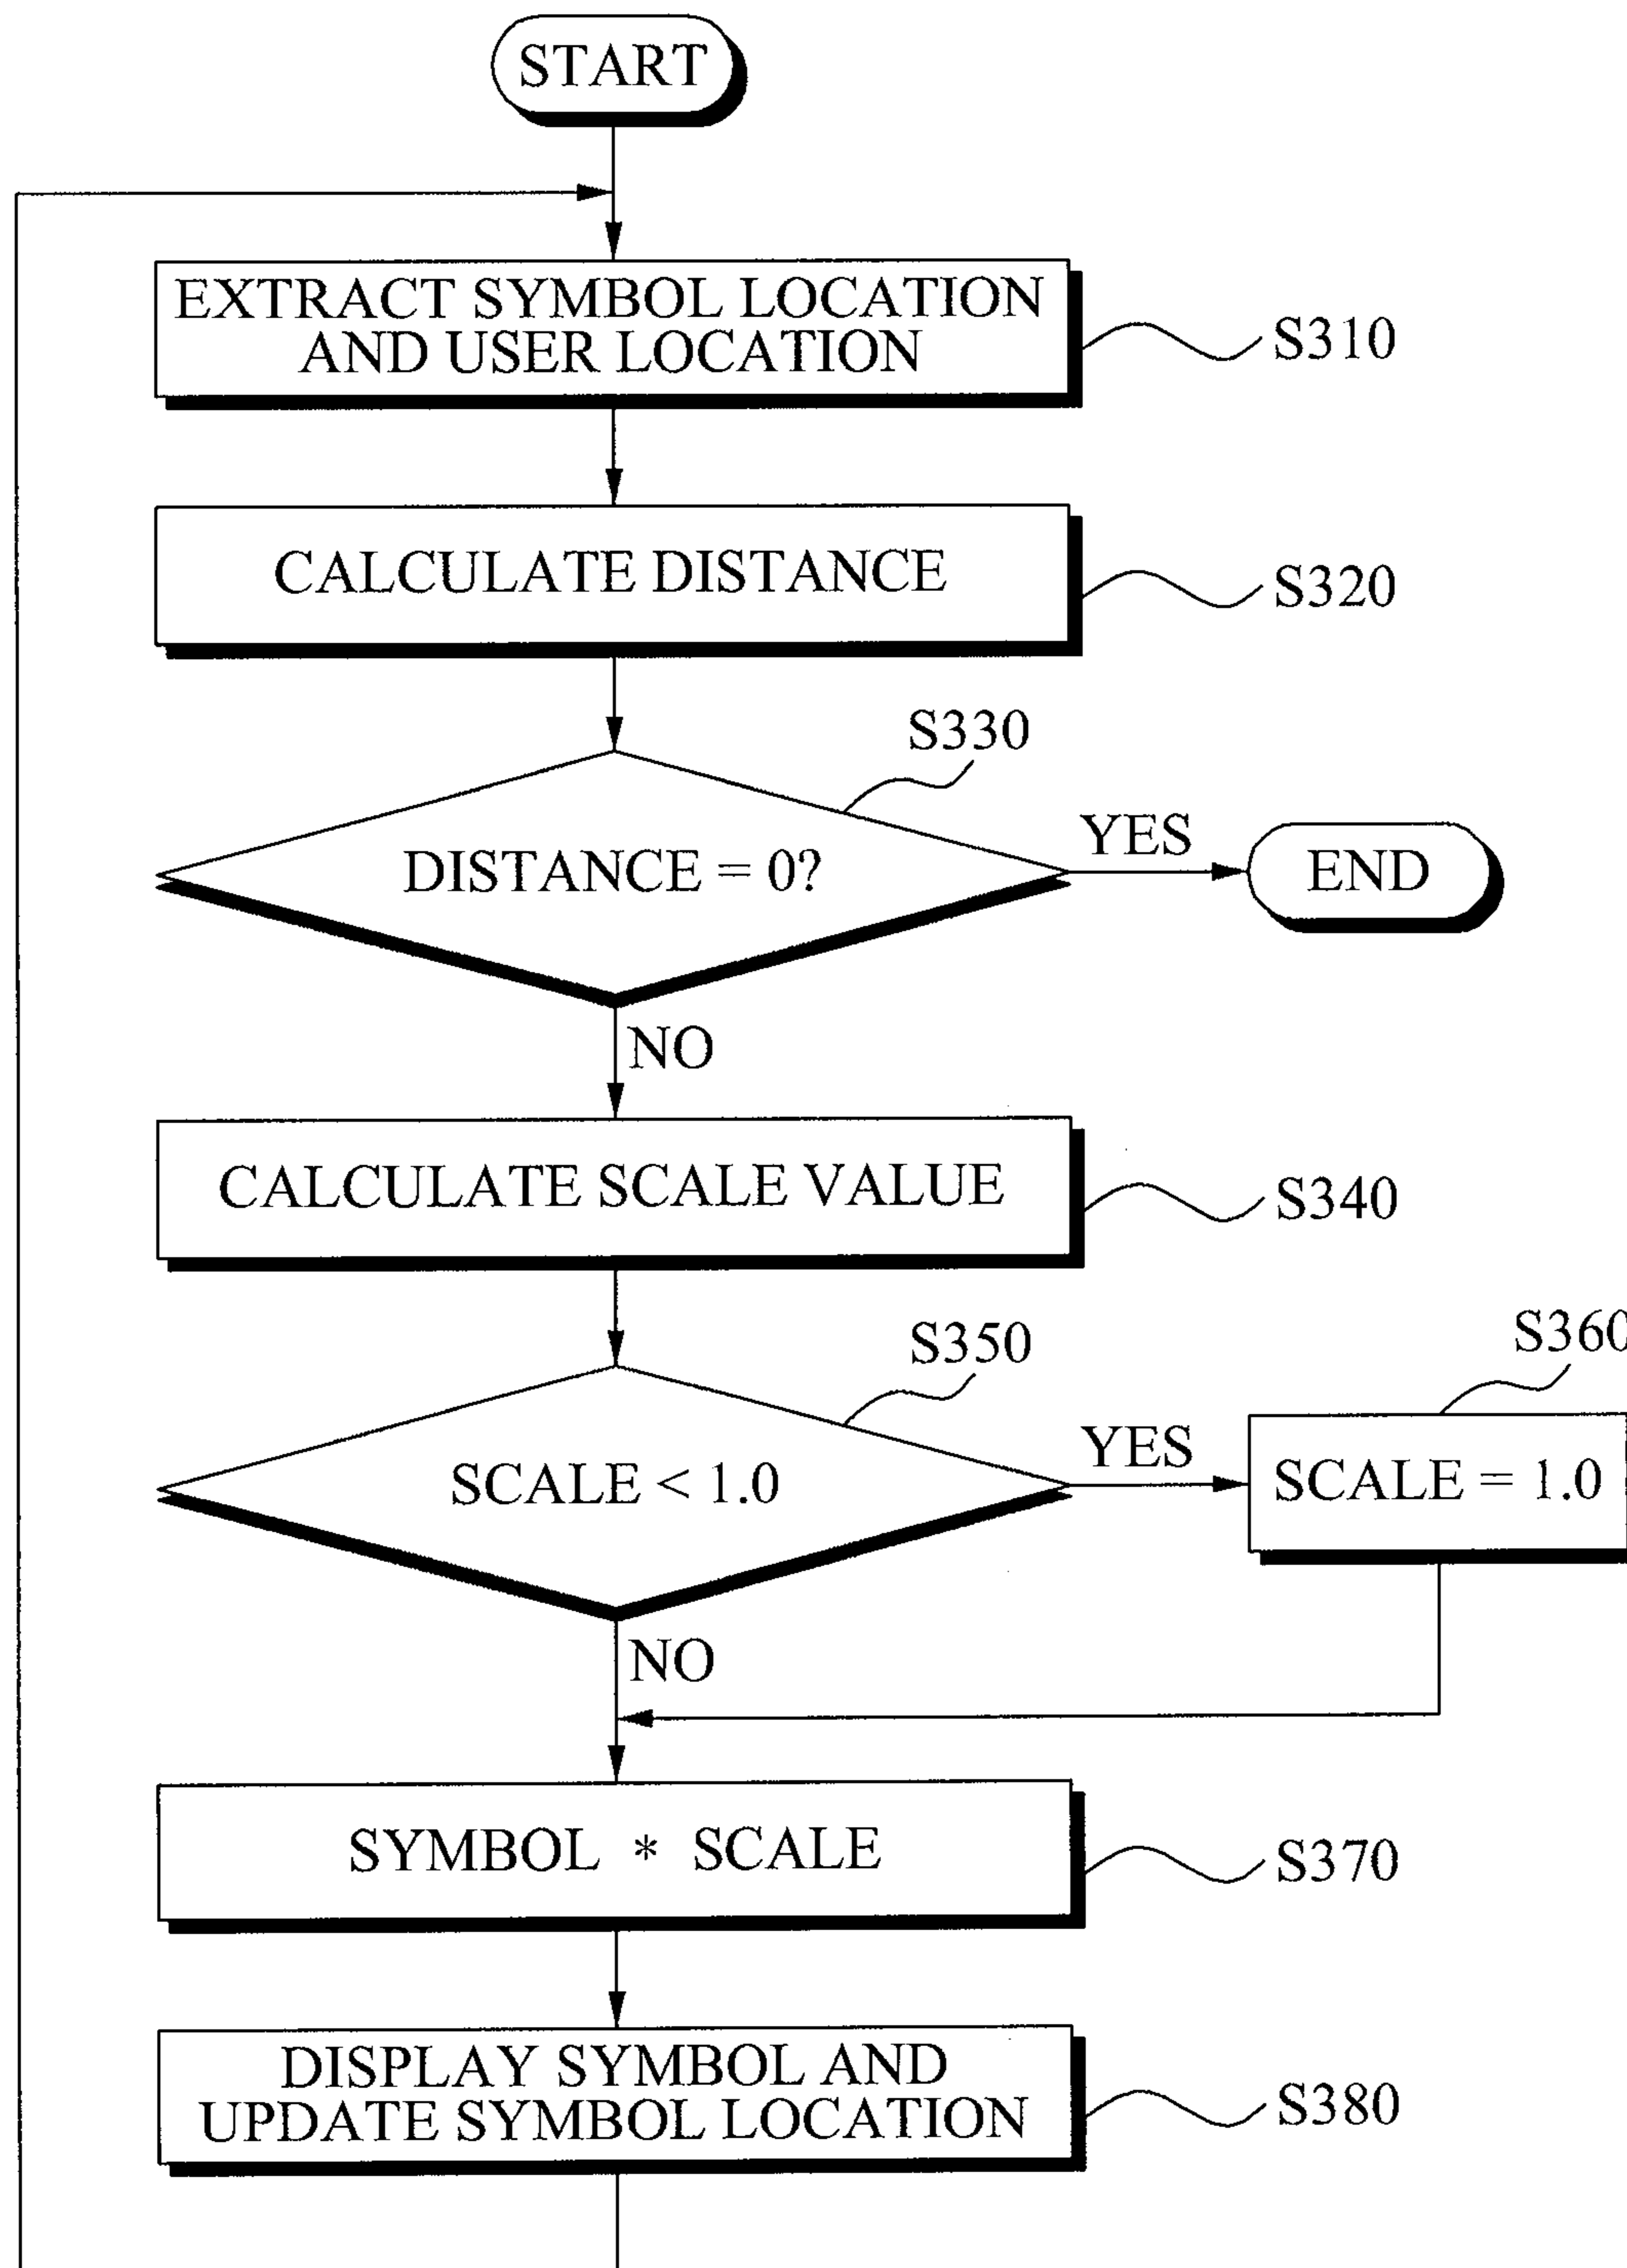 START
EXTRACT SYMBOL LOCATION
AND USER LOCATION
S310
CALCULATE DISTANCE
S320
S330
DISTANCE = 0?
YES
END
NO
CALCULATE SCALE VALUE
S340
S350
SCALE < 1.0
YES
S360
SCALE = 1.0
NO
SYMBOL * SCALE
S370
DISPLAY SYMBOL AND
UPDATE SYMBOL LOCATION
S380